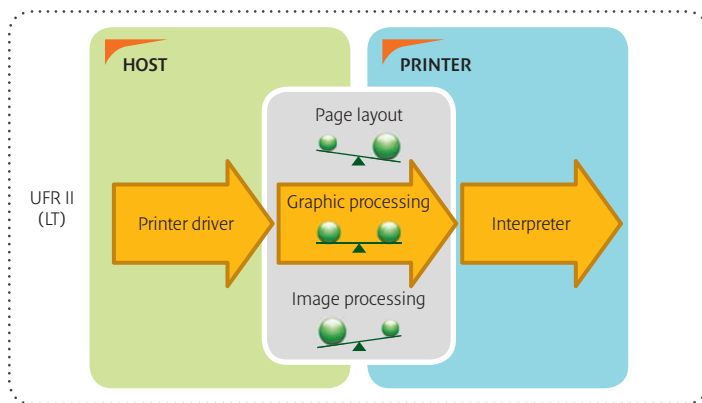 HOST
PRINTER
Page layout
UFR II
(LT)
Printer driver
Graphic processing
Interpreter
Image processing